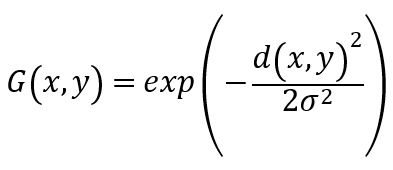 G(x,y) = exp(−d(x,y)²/2σ²)